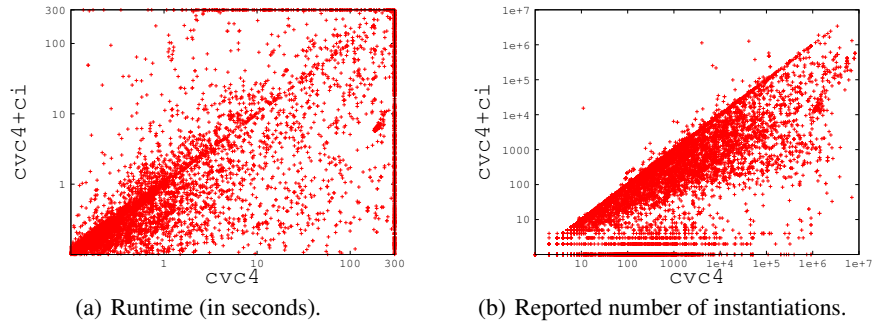 300
100
10
1
cvc4+ci
1
10
100
300
cvc4
(a) Runtime (in seconds).
1e+7
1e+6
1e+5
1e+4
1000
100
10
cvc4+ci
10
100
1000
1e+4
1e+5
1e+6
1e+7
cvc4
(b) Reported number of instantiations.